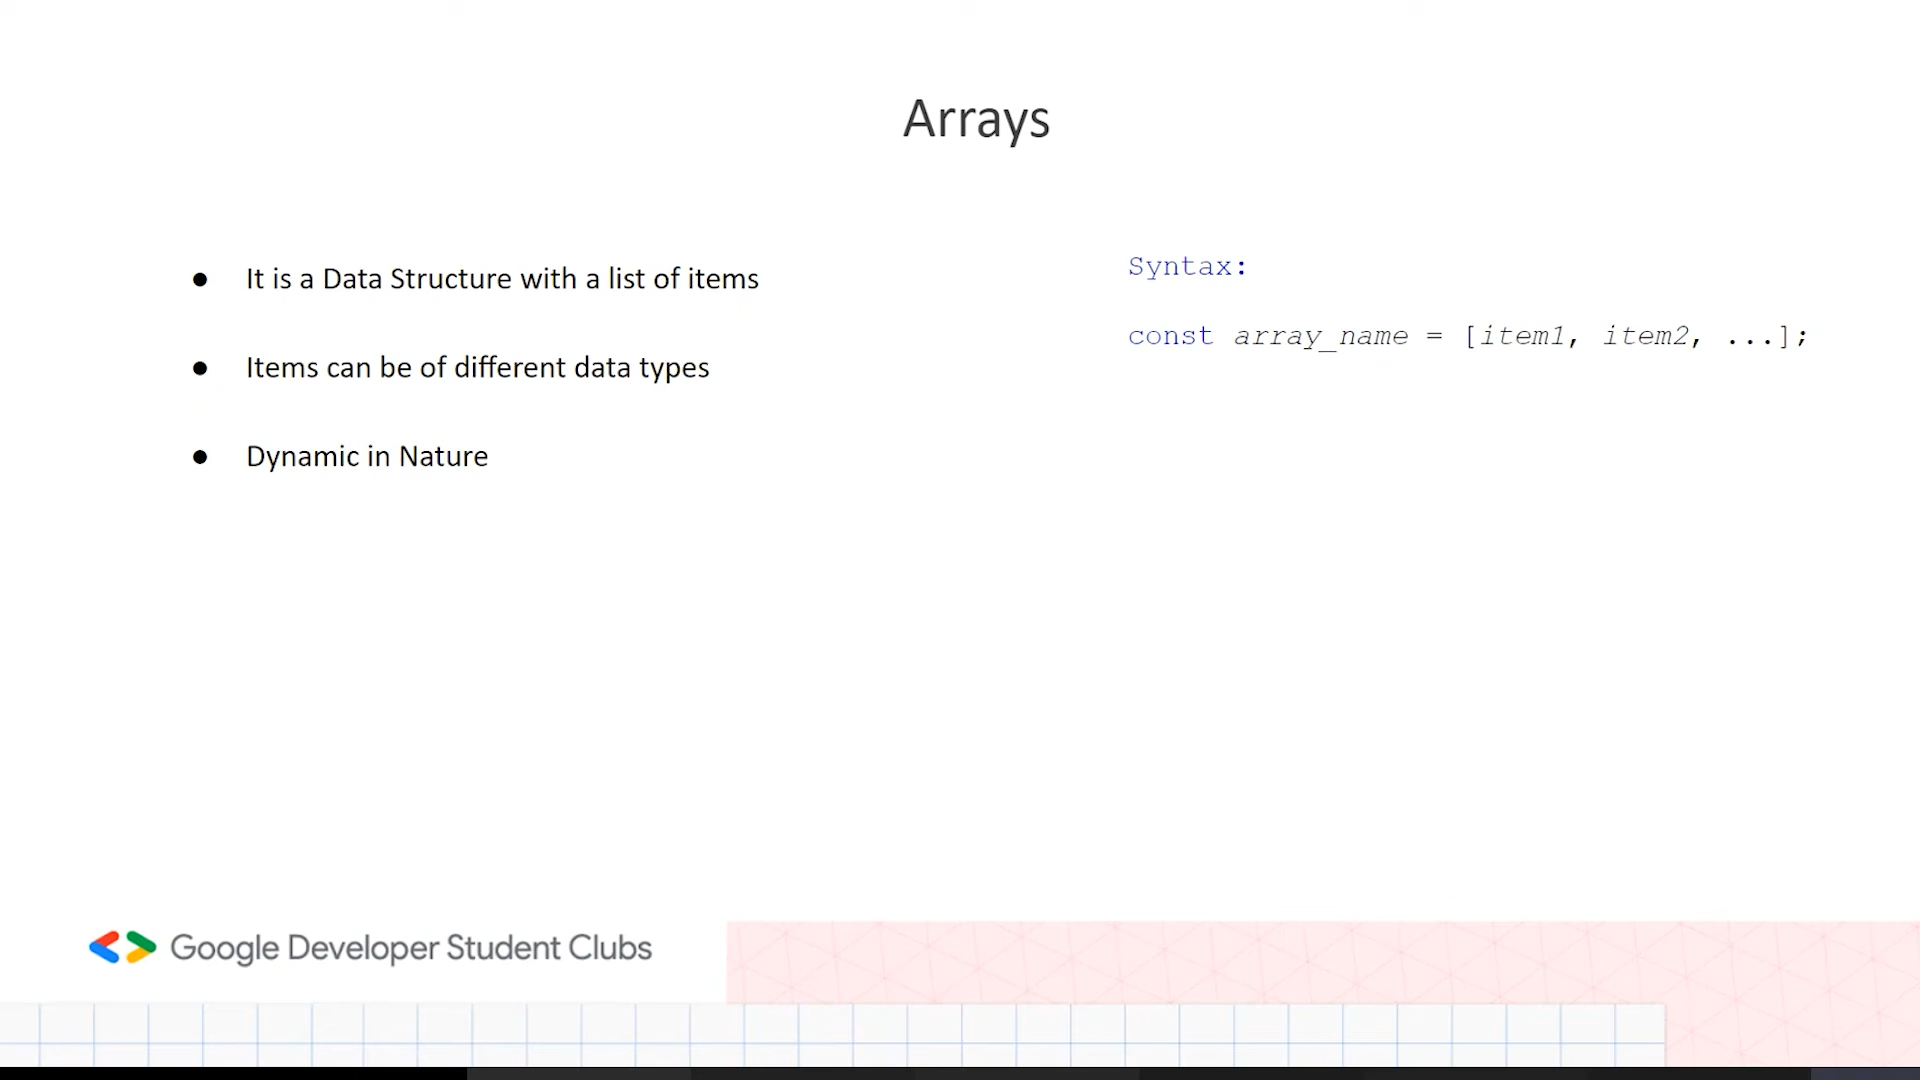 Arrays
● It is a Data Structure with a list of items
● Items can be of different data types
● Dynamic in Nature
Syntax:
const array_name = [item1, item2, ...];
Google Developer Student Clubs